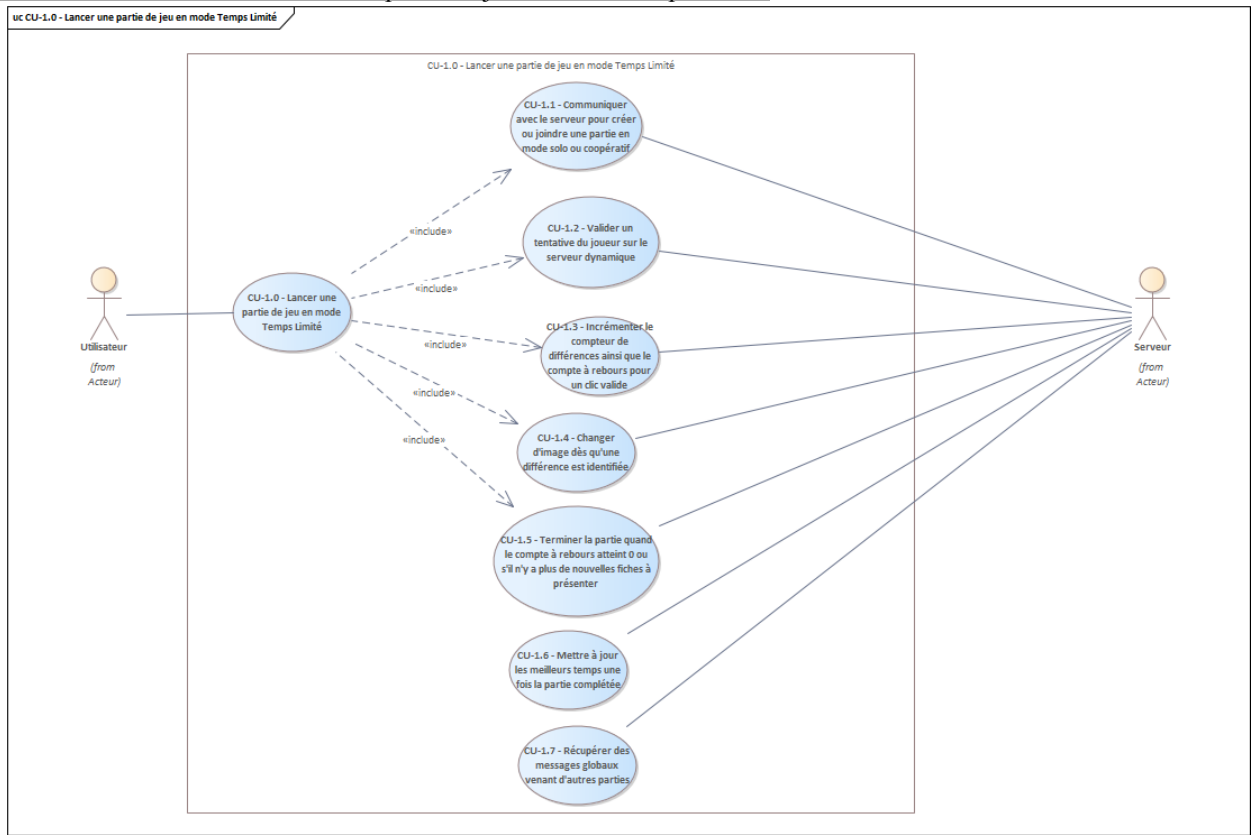 uc CU-1.0 - Lancer une partie de jeu en mode Temps Limité
CU-1.0 - Lancer une partie de jeu en mode Temps Limité
CU-1.1 - Communiquer
avec le serveur pour créer
ou joindre une partie en
mode solo ou coopératif
«include»
CU-1.2 - Valider un
tentative du joueur sur le
serveur dynamique
«include»
CU-1.0 - Lancer une
partie de jeu en mode
Temps Limité
Utilisateur
(from
Acteur)
CU-1.3 - Incrémenter le
compteur de
différences ainsi que le
compte à rebours pour
un clic valide
«include»
Serveur
(from
Acteur)
«include»
CU-1.4 - Changer
d'image dès qu'une
différence est identifiée
«include»
CU-1.5 - Terminer la partie quand
le compte à rebours atteint 0 ou
s'il n'y a plus de nouvelles fiches à
présenter
CU-1.6 - Mettre à jour
les meilleurs temps une
fois la partie complétée
CU-1.7 - Récupérer des
messages globaux
venant d'autres parties